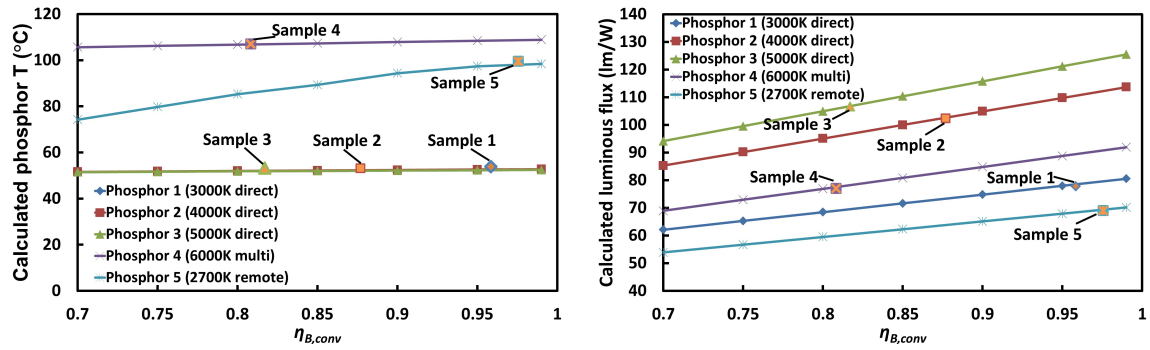 Calculated phosphor T (°C)
120
100
80
60
40
20
0
Sample 4
Sample 5
Sample 3
Sample 2
Sample 1
Phosphor 1 (3000K direct)
Phosphor 2 (4000K direct)
Phosphor 3 (5000K direct)
Phosphor 4 (6000K multi)
Phosphor 5 (2700K remote)
0.7 0.75 0.8 0.85 0.9 0.95 1
ηB,conv
Calculated luminous flux (lm/W)
140
130
120
110
100
90
80
70
60
50
40
Phosphor 1 (3000K direct)
Phosphor 2 (4000K direct)
Phosphor 3 (5000K direct)
Phosphor 4 (6000K multi)
Phosphor 5 (2700K remote)
Sample 3
Sample 2
Sample 4
Sample 1
Sample 5
0.7 0.75 0.8 0.85 0.9 0.95 1
ηB,conv